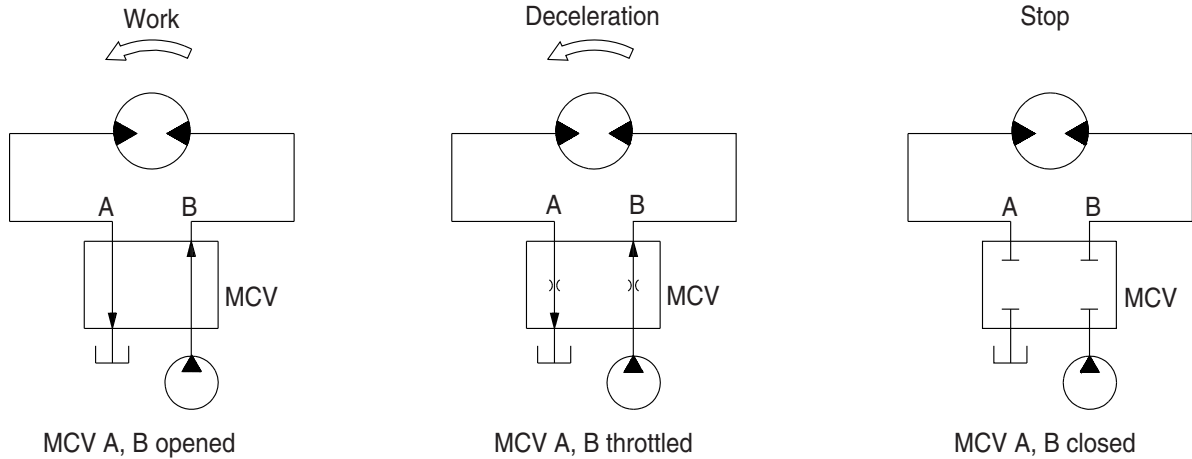 Work
Deceleration
Stop
A
B
MCV
A
B
MCV
A
B
MCV
MCV A, B opened
MCV A, B throttled
MCV A, B closed